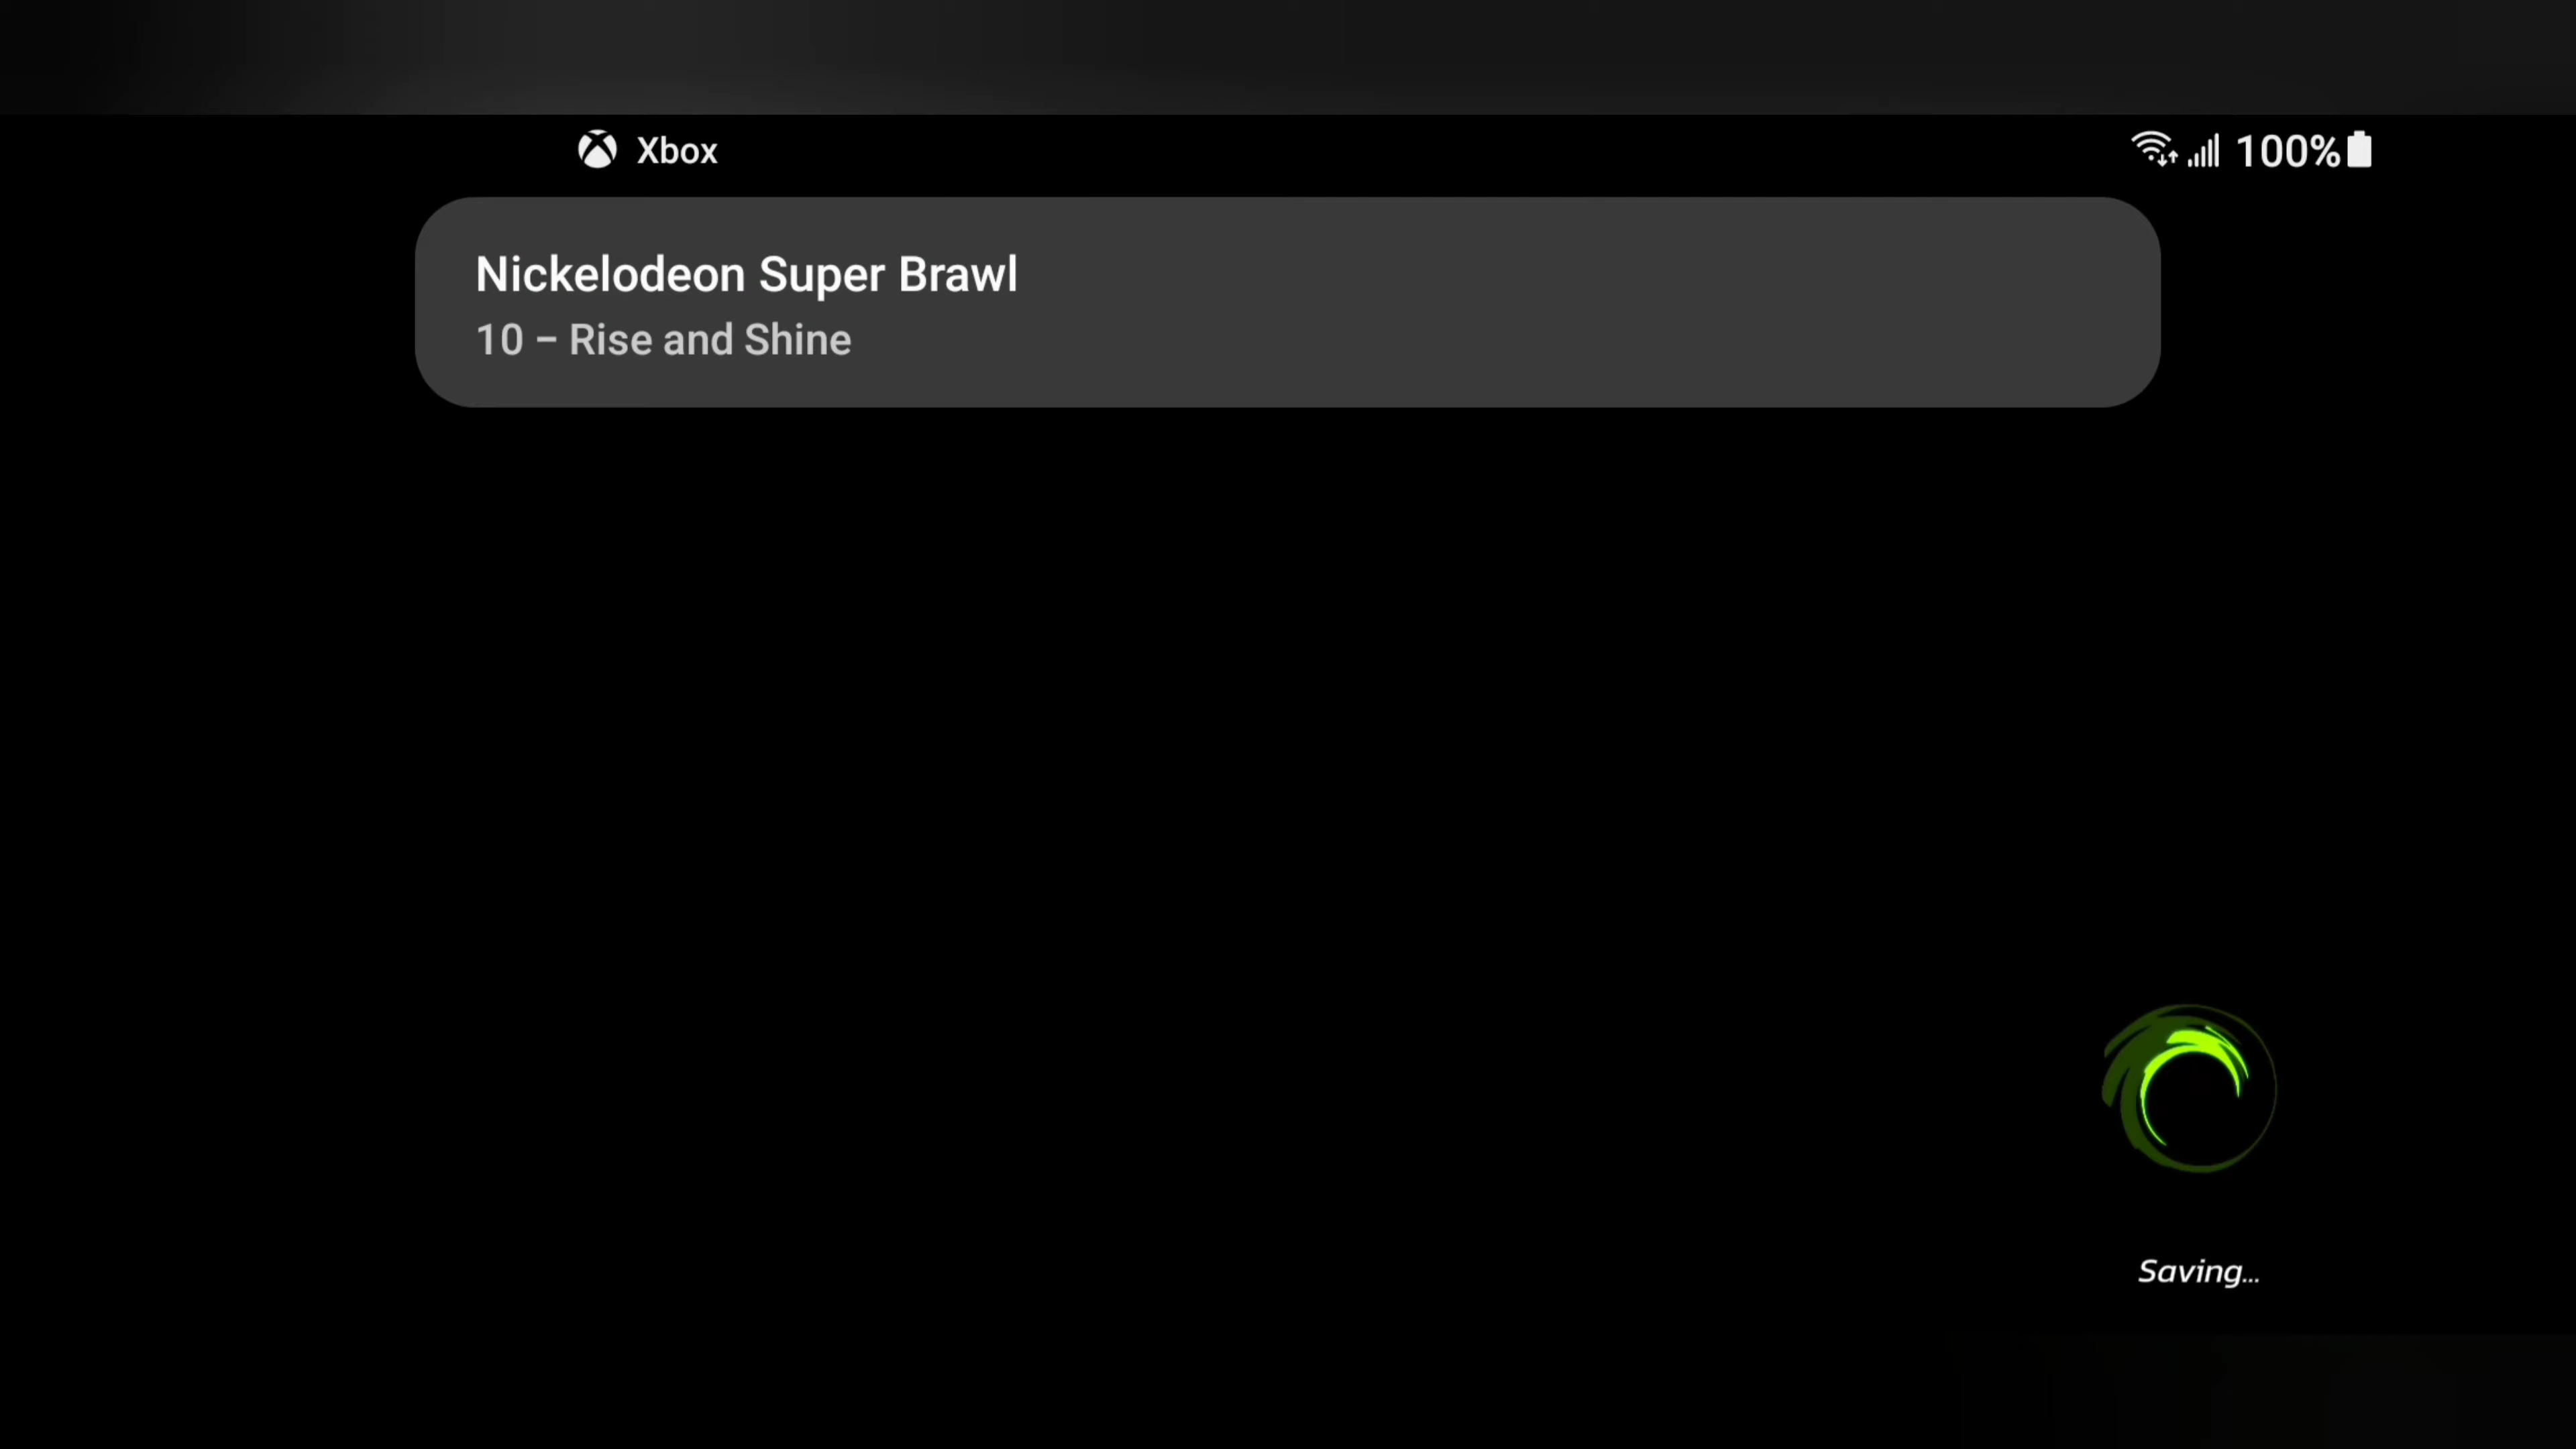 Xbox
100%
Nickelodeon Super Brawl
10 – Rise and Shine
Saving...